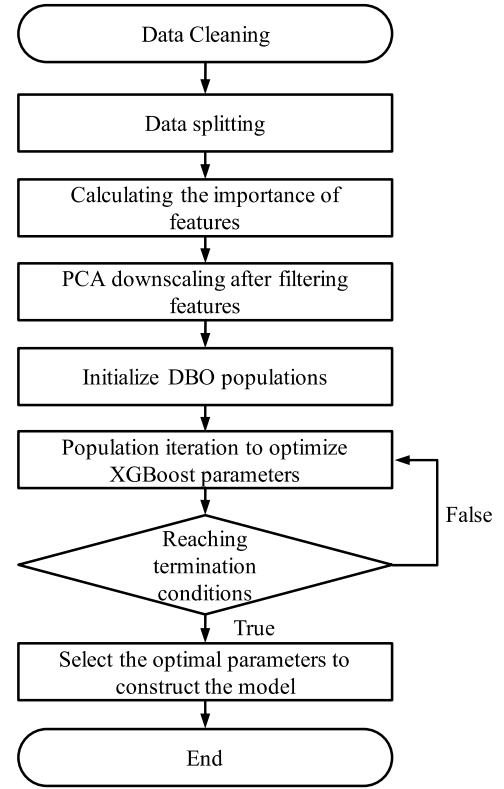 Data Cleaning
Data splitting
Calculating the importance of
features
PCA downscaling after filtering
features
Initialize DBO populations
Population iteration to optimize
XGBoost parameters
False
Reaching
termination
conditions
True
Select the optimal parameters to
construct the model
End